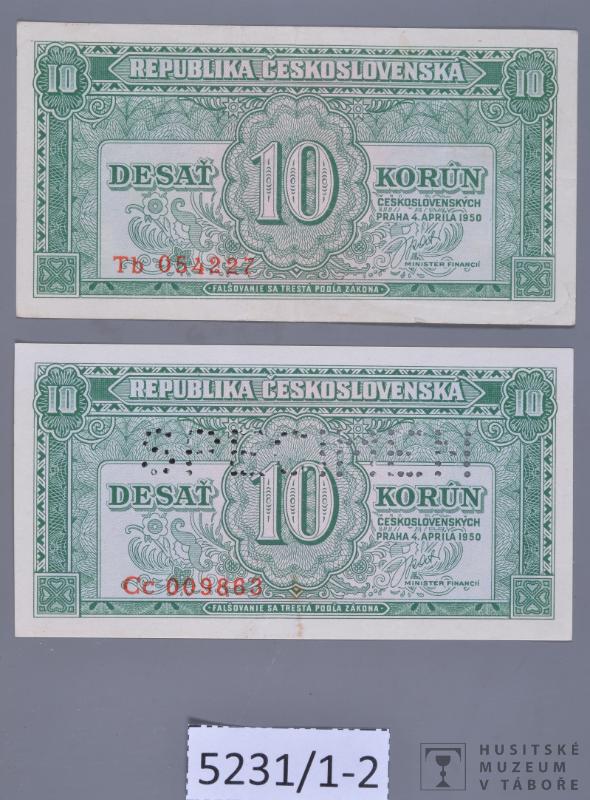 10 REPUBLIKA ČESKOSLOVENSKÁ 10
DESAŤ 10 KORÚN
ČESKOSLOVENSKÝCH
PRAHA 4. APRÍLA 1950
Tb 054227
MINISTER FINANCIÍ
FALŠOVANIE SA TRESTÁ PODĽA ZÁKONA
10 REPUBLIKA ČESKOSLOVENSKÁ 10
SPECIMEN
DESAŤ 10 KORÚN
ČESKOSLOVENSKÝCH
PRAHA 4. APRÍLA 1950
Cc 009863
MINISTER FINANCIÍ
FALŠOVANIE SA TRESTÁ PODĽA ZÁKONA
5231/1-2
HUSITSKÉ
MUZEUM
V TÁBOŘE